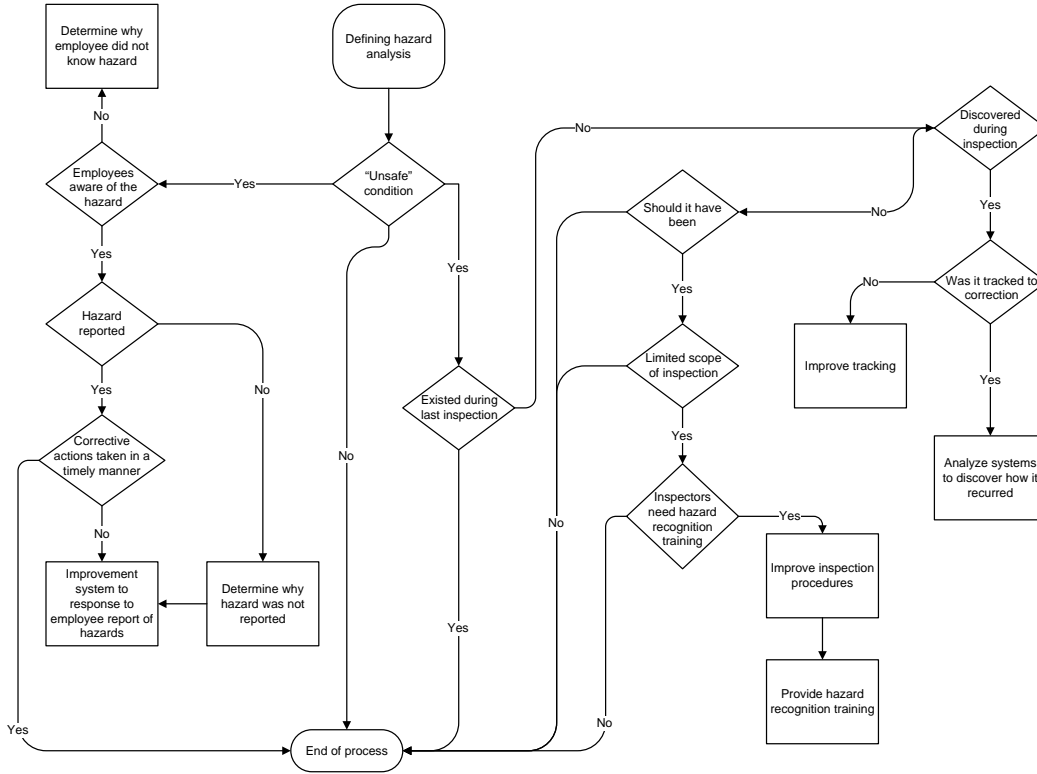 Determine why
employee did not
know hazard
Defining hazard
analysis
No
No
Discovered
during
inspection
Employees
aware of the
hazard
Yes
“Unsafe”
condition
Should it have
been
No
Yes
Yes
Yes
Yes
Was it tracked to
correction
No
Hazard
reported
No
Yes
Limited scope
of inspection
Improve tracking
Yes
Existed during
last inspection
Yes
Yes
Corrective
actions taken in a
timely manner
No
Analyze systems
to discover how it
recurred
Inspectors
need hazard
recognition
training
Yes
No
No
Improvement
system to
response to
employee report of
hazards
Determine why
hazard was not
reported
Improve inspection
procedures
Yes
Provide hazard
recognition training
No
Yes
End of process